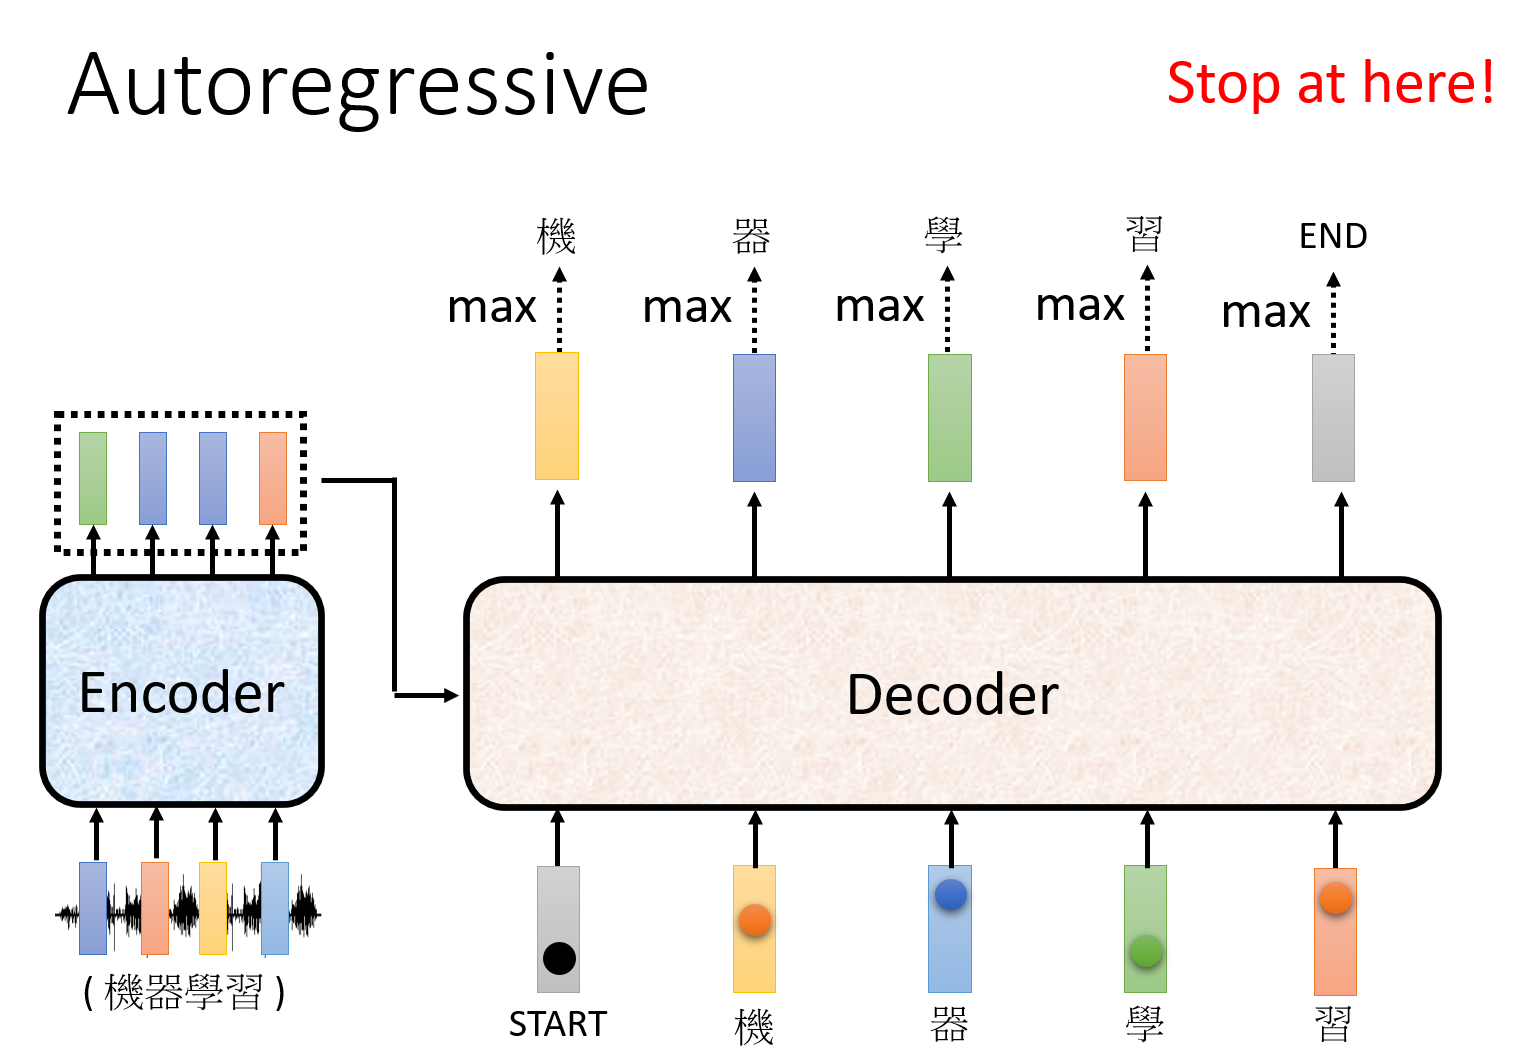 Autoregressive
Stop at here!
機 器 學 習 END
max max max max max
Encoder
Decoder
( 機器學習 )
START 機 器 學 習